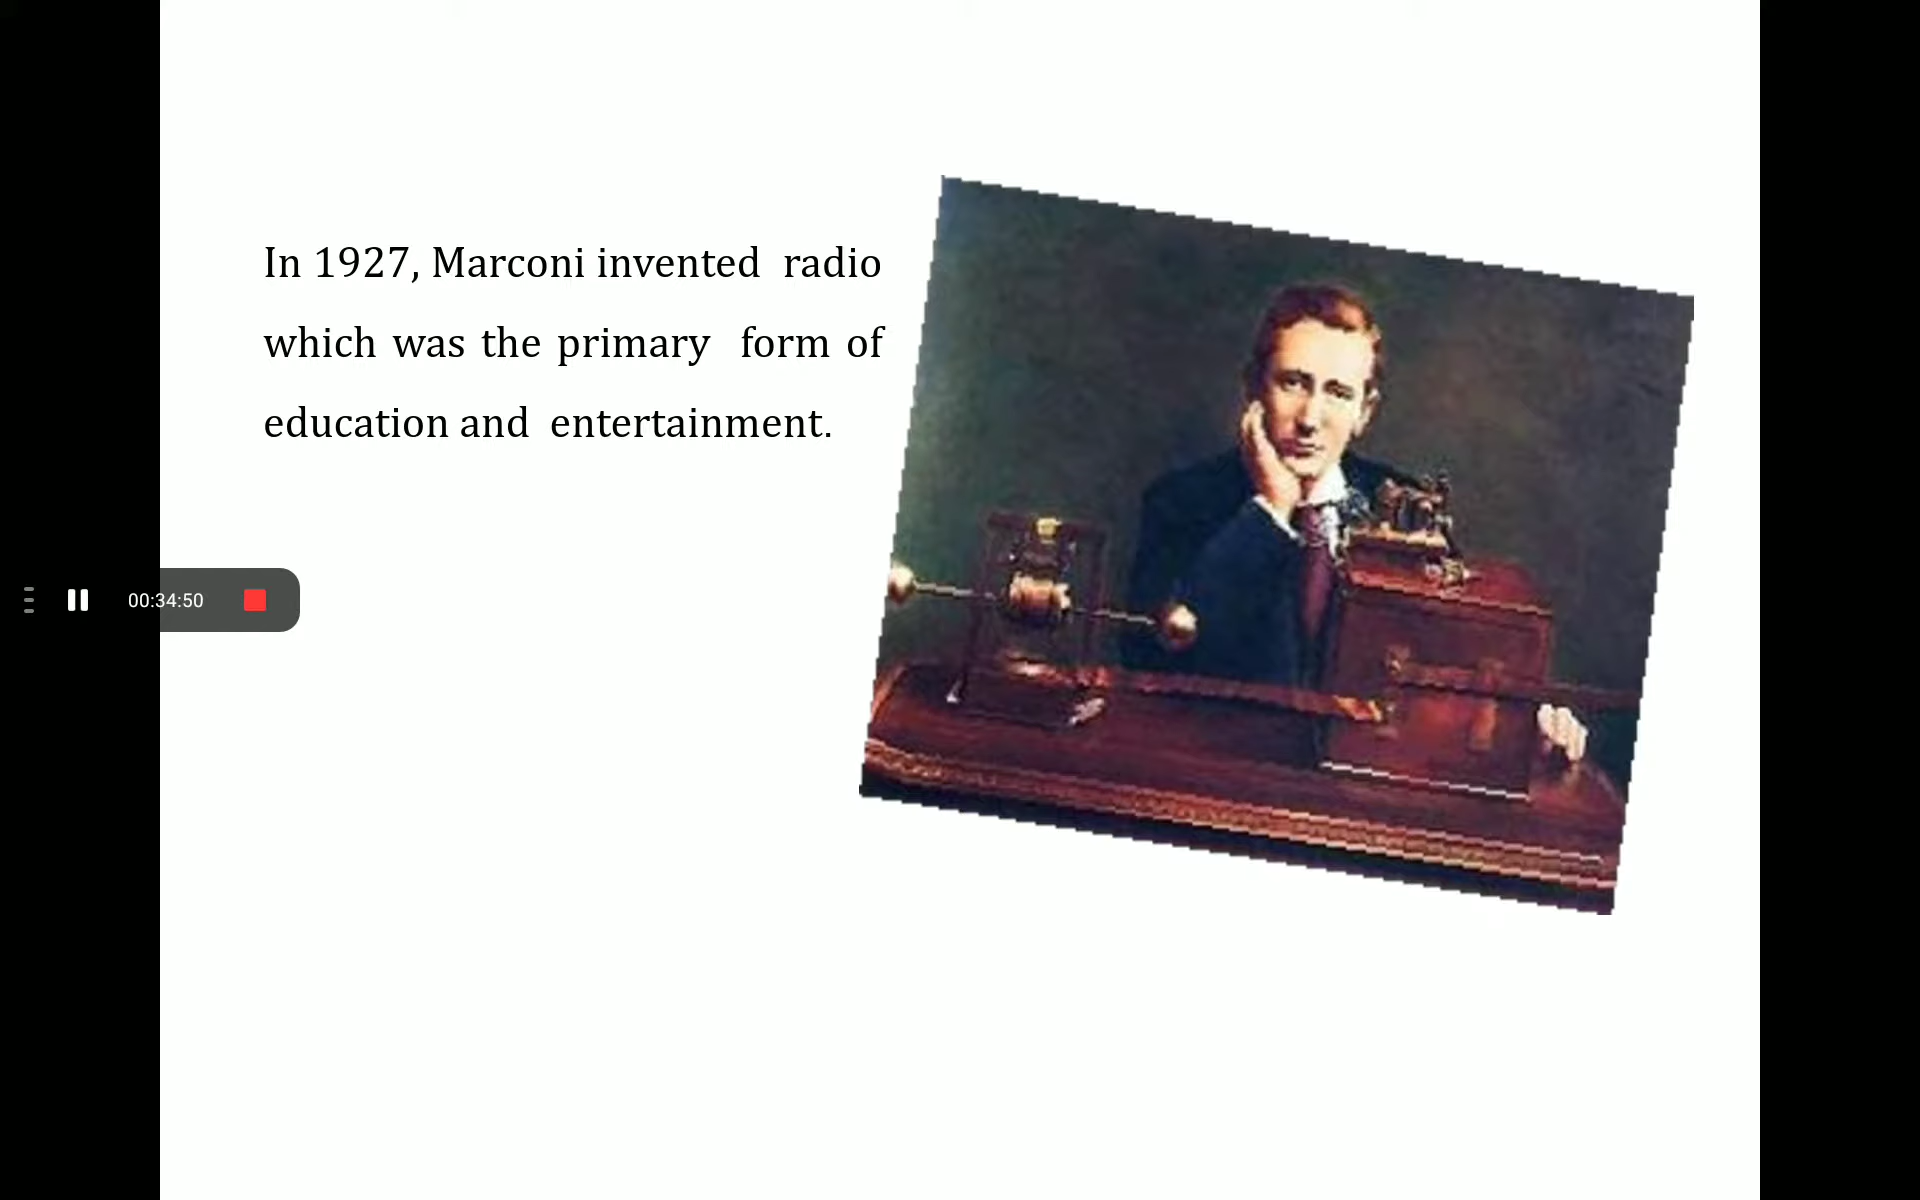 In 1927, Marconi invented radio
which was the primary form of
education and entertainment.
00:34:50